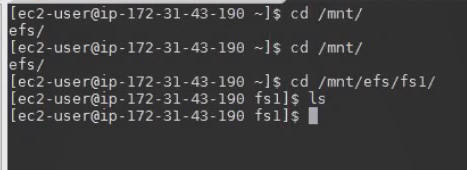 [ec2-user@ip-172-31-43-190 ~]$ cd /mnt/
efs/
[ec2-user@ip-172-31-43-190 ~]$ cd /mnt/
efs/
[ec2-user@ip-172-31-43-190 ~]$ cd /mnt/efs/fs1/
[ec2-user@ip-172-31-43-190 fs1]$ ls
[ec2-user@ip-172-31-43-190 fs1]$